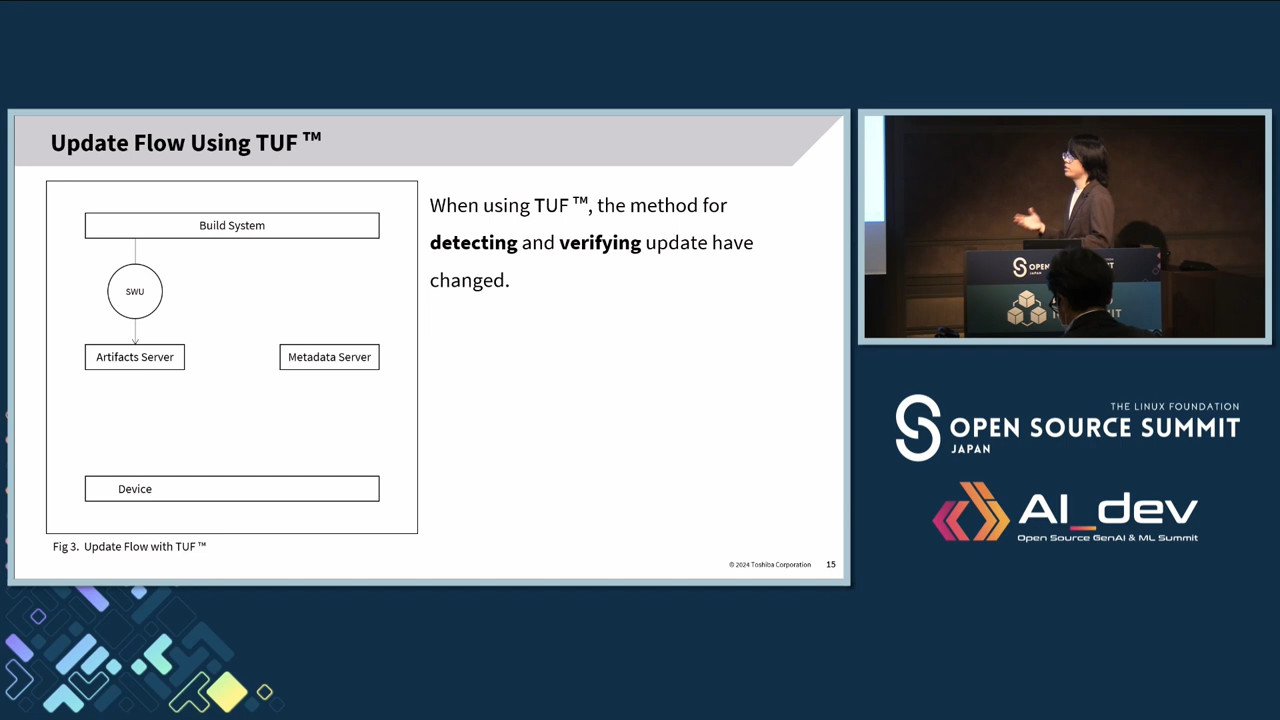 Update Flow Using TUF ™
Build System
SWU
Artifacts Server
Metadata Server
Device
Fig 3. Update Flow with TUF ™
When using TUF ™, the method for
detecting and verifying update have
changed.
© 2024 Toshiba Corporation
15
THE LINUX FOUNDATION
OPEN SOURCE SUMMIT
JAPAN
AI_dev
Open Source GenAI & ML Summit